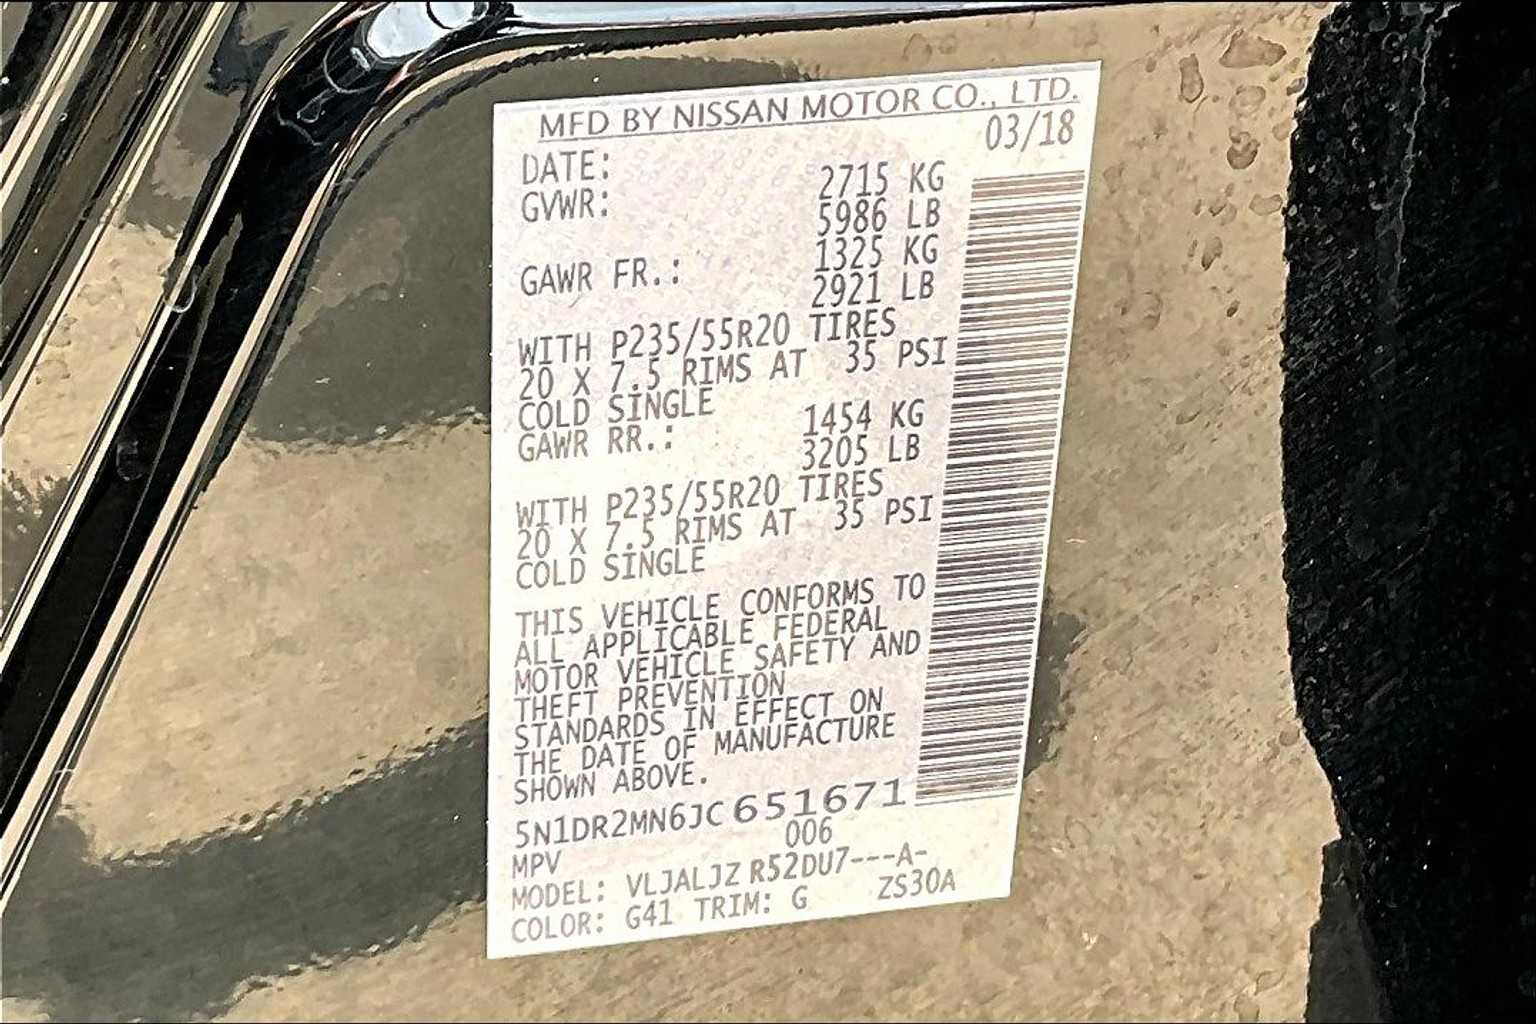 MFD BY NISSAN MOTOR CO., LTD.
DATE: 03/18
GVWR: 2715 KG
5986 LB
GAWR FR.: 1325 KG
2921 LB
WITH P235/55R20 TIRES
20 X 7.5 RIMS AT 35 PSI
COLD SINGLE
GAWR RR.: 1454 KG
3205 LB
WITH P235/55R20 TIRES
20 X 7.5 RIMS AT 35 PSI
COLD SINGLE
THIS VEHICLE CONFORMS TO
ALL APPLICABLE FEDERAL
MOTOR VEHICLE SAFETY AND
THEFT PREVENTION
STANDARDS IN EFFECT ON
THE DATE OF MANUFACTURE
SHOWN ABOVE.
5N1DR2MN6JC651671
MPV 006
MODEL: VLJALJZ R52DU7---A-
COLOR: G41 TRIM: G ZS30A